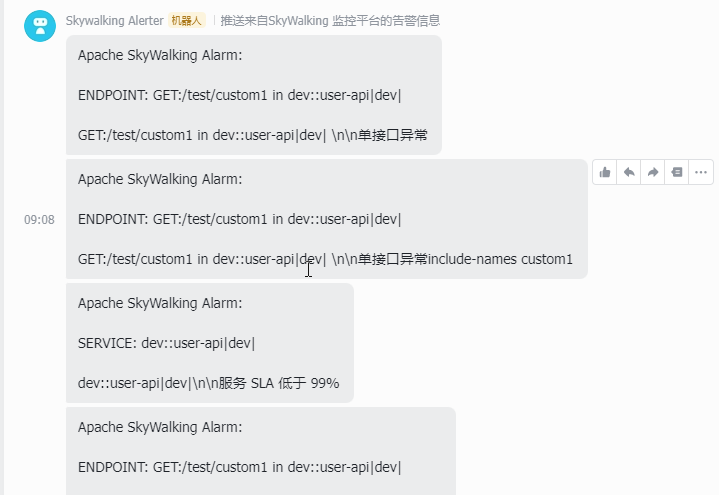 Skywalking Alerter 机器人 推送来自SkyWalking 监控平台的告警信息
Apache SkyWalking Alarm:
ENDPOINT: GET:/test/custom1 in dev::user-api|dev|
GET:/test/custom1 in dev::user-api|dev| \n\n单接口异常
Apache SkyWalking Alarm:
09:08
ENDPOINT: GET:/test/custom1 in dev::user-api|dev|
GET:/test/custom1 in dev::user-api|dev| \n\n单接口异常include-names custom1
Apache SkyWalking Alarm:
SERVICE: dev::user-api|dev|
dev::user-api|dev|\n\n服务 SLA 低于 99%
Apache SkyWalking Alarm:
ENDPOINT: GET:/test/custom1 in dev::user-api|dev|